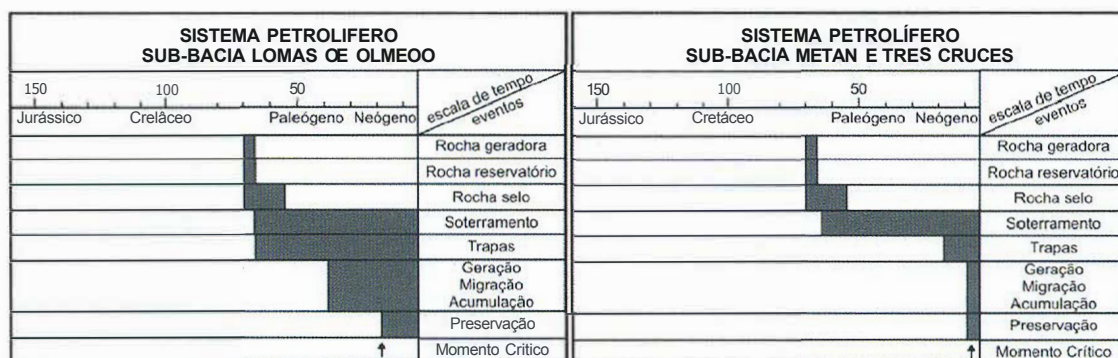 SISTEMA PETROLIFERO
SUB-BACIA LOMAS ŒE OLMEOO
150
100
50
Jurássico
Crelâceo
Paleógeno
Neógeno
escala de tempo
eventos
Rocha geradora
Rocha reservatório
Rocha selo
Soterramento
Trapas
Geração
Migração
Acumulação
Preservação
Momento Critico
SISTEMA PETROLÍFERO
SUB-BACIA METAN E TRES CRUCES
150
100
50
Jurássico
Cretáceo
Paleógeno
Neógeno
escala de tempo
eventos
Rocha geradora
Rocha reservatório
Rocha selo
Soterramento
Trapas
Geração
Migração
Acumulação
Preservação
Momento Crítico